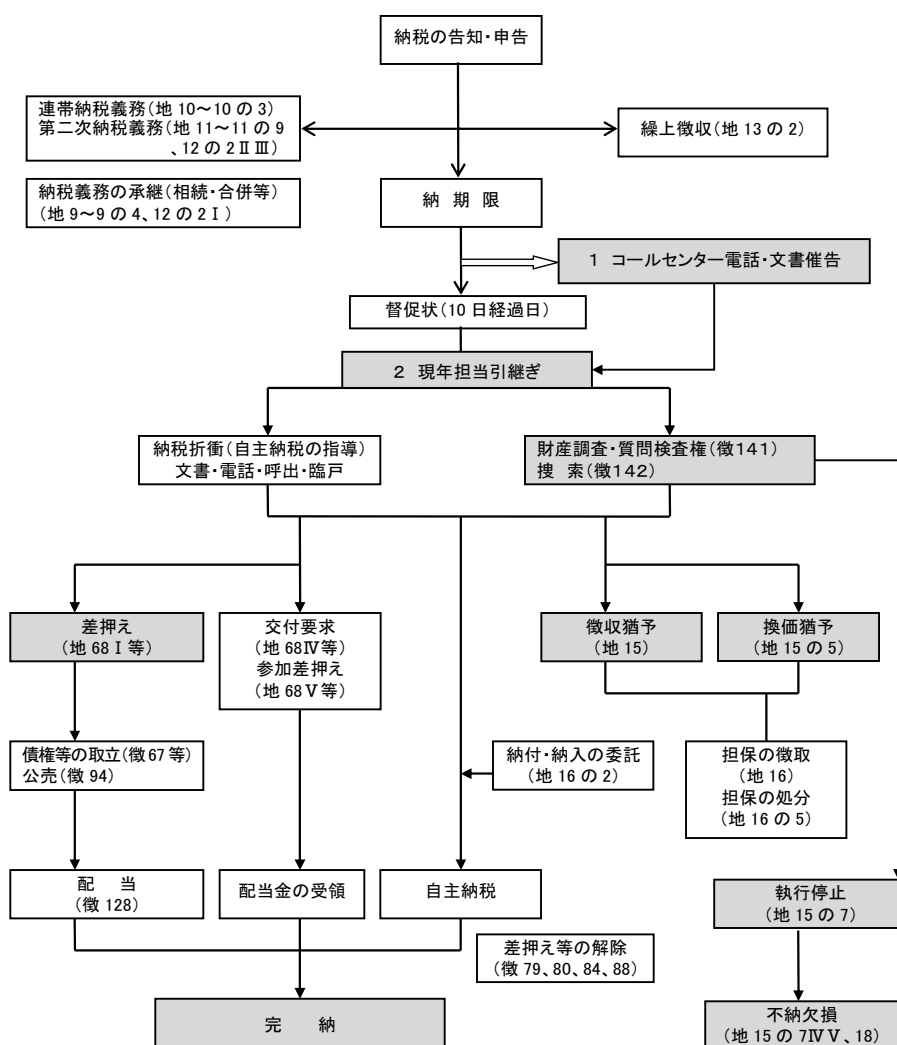 納税の告知・申告
連帯納税義務(地 10～10 の 3)
第二次納税義務(地 11～11 の 9
、12 の 2ⅡⅢ)
繰上徴収(地 13 の 2)
納税義務の承継(相続・合併等)
(地 9～9 の 4、12 の 2Ⅰ)
納 期 限
１ コールセンター電話・文書催告
督促状(10 日経過日)
２ 現年担当引継ぎ
納税折衝(自主納税の指導)
文書・電話・呼出・臨戸
財産調査・質問検査権(徴141)
捜 索(徴142)
差押え
(地 68Ⅰ等)
交付要求
(地 68Ⅳ等)
参加差押え
(地 68Ⅴ等)
徴収猶予
(地 15)
換価猶予
(地 15 の 5)
債権等の取立(徴 67 等)
公売(徴 94)
納付・納入の委託
(地 16 の 2)
担保の徴取
(地 16)
担保の処分
(地 16 の 5)
配 当
(徴 128)
配当金の受領
自主納税
執行停止
(地 15 の 7)
差押え等の解除
(徴 79、80、84、88)
完 納
不納欠損
(地 15 の 7ⅣⅤ、18)